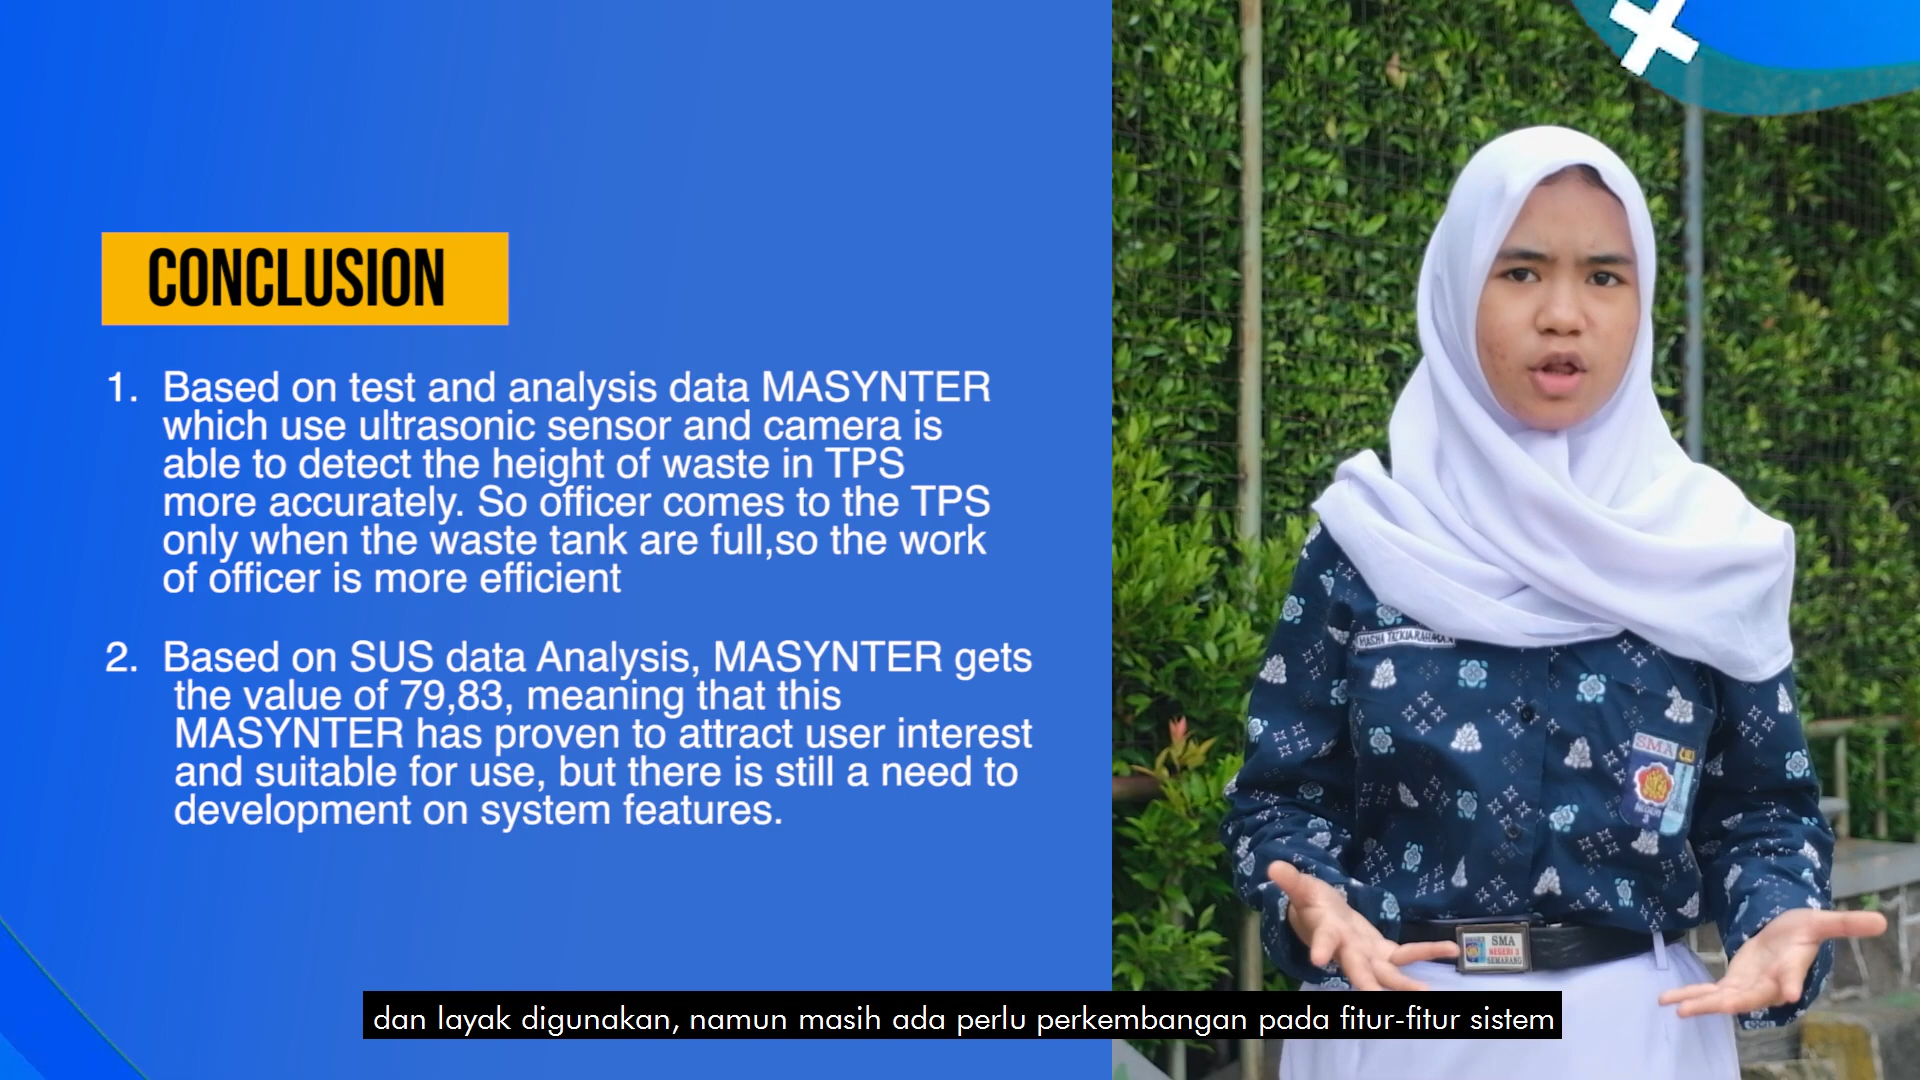 CONCLUSION
1. Based on test and analysis data MASYNTER
which use ultrasonic sensor and camera is
able to detect the height of waste in TPS
more accurately. So officer comes to the TPS
only when the waste tank are full,so the work
of officer is more efficient
2. Based on SUS data Analysis, MASYNTER gets
the value of 79,83, meaning that this
MASYNTER has proven to attract user interest
and suitable for use, but there is still a need to
development on system features.
SMA
3
SMA
NEGERI 3
SEMARANG
dan layak digunakan, namun masih ada perlu perkembangan pada fitur-fitur sistem